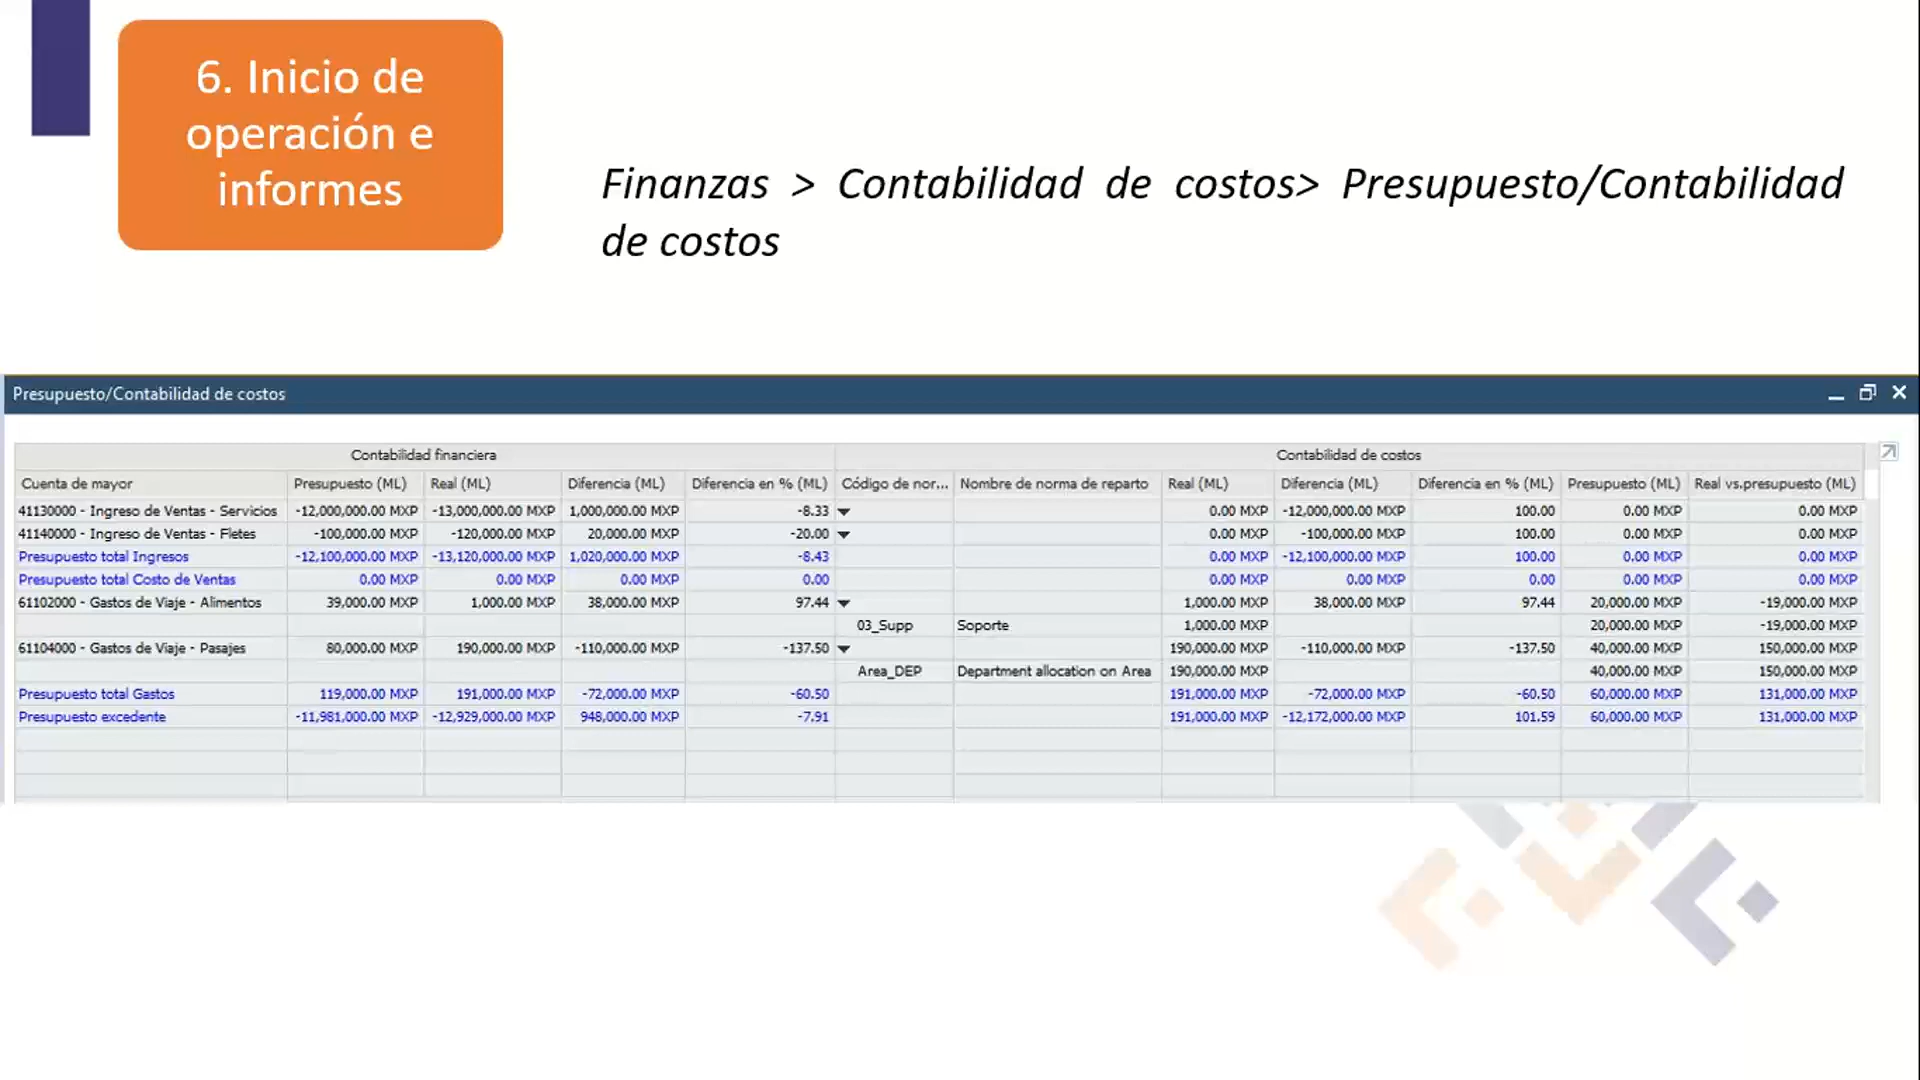 6. Inicio de
operación e
informes
Finanzas > Contabilidad de costos> Presupuesto/Contabilidad
de costos
Presupuesto/Contabilidad de costos
Contabilidad financiera Contabilidad de costos
Cuenta de mayor Presupuesto (ML) Real (ML) Diferencia (ML) Diferencia en % (ML) Código de nor... Nombre de norma de reparto Real (ML) Diferencia (ML) Diferencia en % (ML) Presupuesto (ML) Real vs.presupuesto (ML)
41130000 - Ingreso de Ventas - Servicios -12,000,000.00 MXP -13,000,000.00 MXP 1,000,000.00 MXP -8.33 0.00 MXP -12,000,000.00 MXP 100.00 0.00 MXP 0.00 MXP
41140000 - Ingreso de Ventas - Fletes -100,000.00 MXP -120,000.00 MXP 20,000.00 MXP -20.00 0.00 MXP -100,000.00 MXP 100.00 0.00 MXP 0.00 MXP
Presupuesto total Ingresos -12,100,000.00 MXP -13,120,000.00 MXP 1,020,000.00 MXP -8.43 0.00 MXP -12,100,000.00 MXP 100.00 0.00 MXP 0.00 MXP
Presupuesto total Costo de Ventas 0.00 MXP 0.00 MXP 0.00 MXP 0.00 0.00 MXP 0.00 MXP 0.00 0.00 MXP 0.00 MXP
61102000 - Gastos de Viaje - Alimentos 39,000.00 MXP 1,000.00 MXP 38,000.00 MXP 97.44 1,000.00 MXP 38,000.00 MXP 97.44 20,000.00 MXP -19,000.00 MXP
03_Supp Soporte 1,000.00 MXP 20,000.00 MXP -19,000.00 MXP
61104000 - Gastos de Viaje - Pasajes 80,000.00 MXP 190,000.00 MXP -110,000.00 MXP -137.50 190,000.00 MXP -110,000.00 MXP -137.50 40,000.00 MXP 150,000.00 MXP
Area_DEP Department allocation on Area 190,000.00 MXP 40,000.00 MXP 150,000.00 MXP
Presupuesto total Gastos 119,000.00 MXP 191,000.00 MXP -72,000.00 MXP -60.50 191,000.00 MXP -72,000.00 MXP -60.50 60,000.00 MXP 131,000.00 MXP
Presupuesto excedente -11,981,000.00 MXP -12,929,000.00 MXP 948,000.00 MXP -7.91 191,000.00 MXP -12,172,000.00 MXP 101.59 60,000.00 MXP 131,000.00 MXP